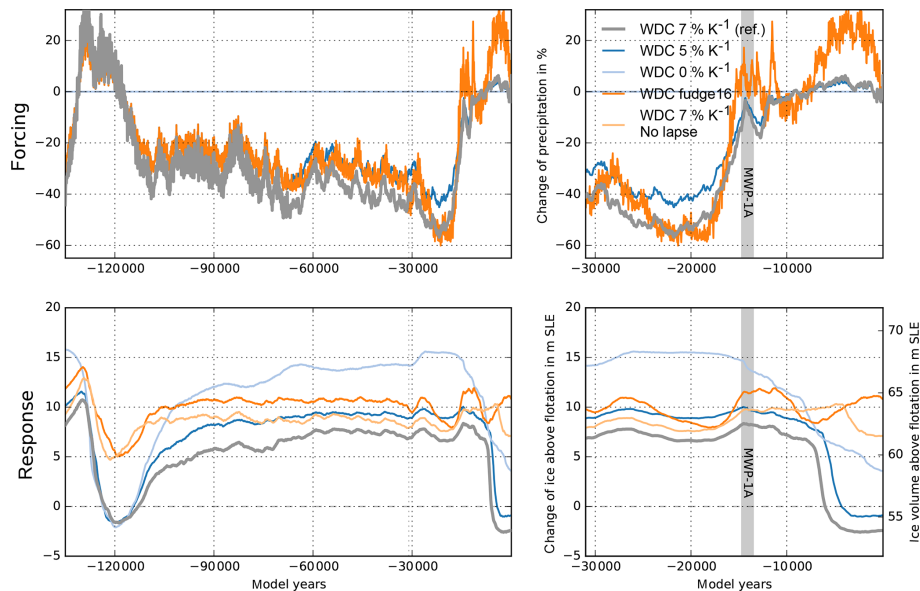 Forcing
20
0
−20
−40
−60
−120000
−90000
−60000
−30000
Change of precipitation in %
20
0
−20
−40
−60
−30000
−20000
−10000
WDC 7 % K⁻¹ (ref.)
WDC 5 % K⁻¹
WDC 0 % K⁻¹
WDC fudge16
WDC 7 % K⁻¹
No lapse
MWP-1A
Response
20
15
10
5
0
−5
−120000
−90000
−60000
−30000
Model years
Change of ice above flotation in m SLE
20
15
10
5
0
−5
−30000
−20000
−10000
Model years
MWP-1A
70
65
60
55
Ice volume above flotation in m SLE